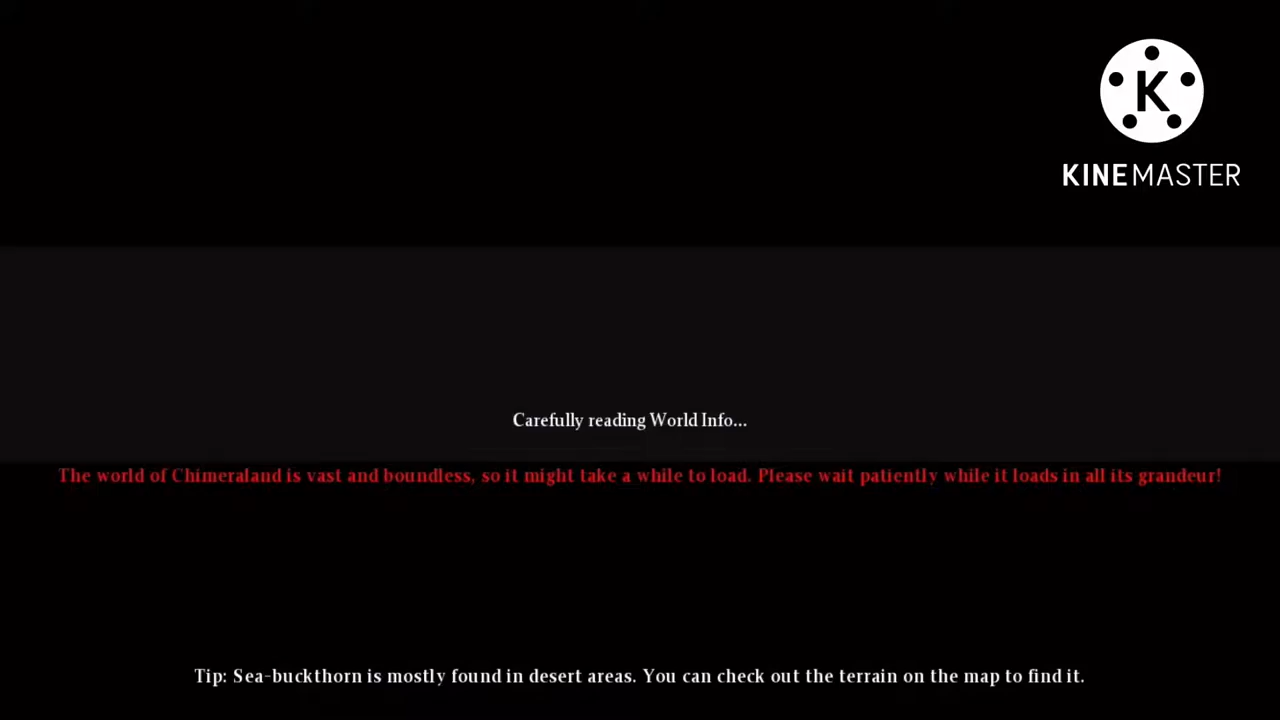 K
KINEMASTER
Carefully reading World Info...
The world of Chimeraland is vast and boundless, so it might take a while to load. Please wait patiently while it loads in all its grandeur!
Tip: Sea-buckthorn is mostly found in desert areas. You can check out the terrain on the map to find it.